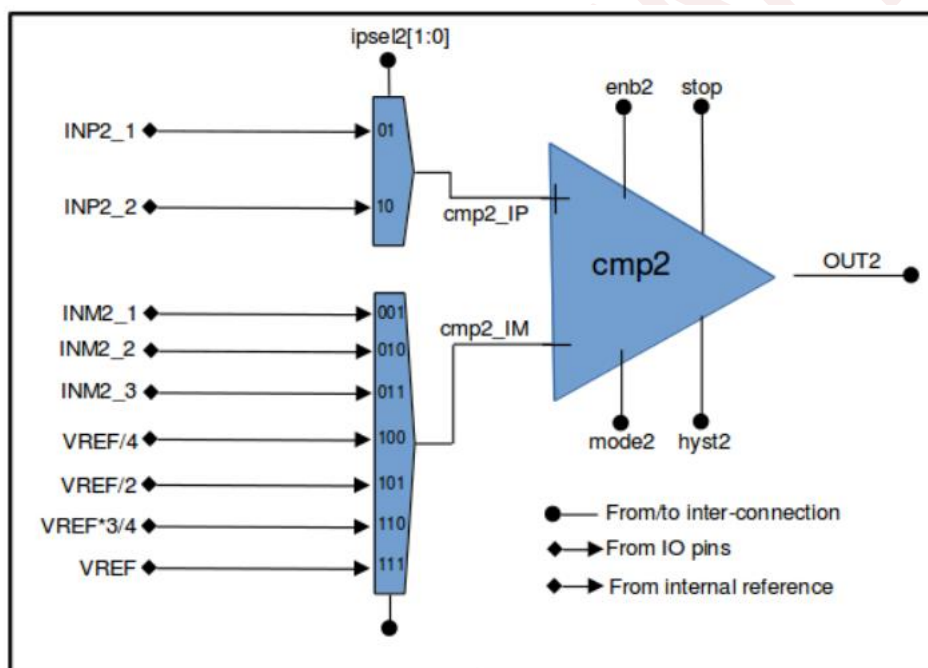 ipsel2[1:0]
enb2 stop
INP2_1 01
INP2_2 10
cmp2_IP
cmp2
OUT2
INM2_1 001
cmp2_IM
INM2_2 010
INM2_3 011
VREF/4 100
mode2 hyst2
VREF/2 101
From/to inter-connection
VREF*3/4 110
From IO pins
VREF 111
From internal reference